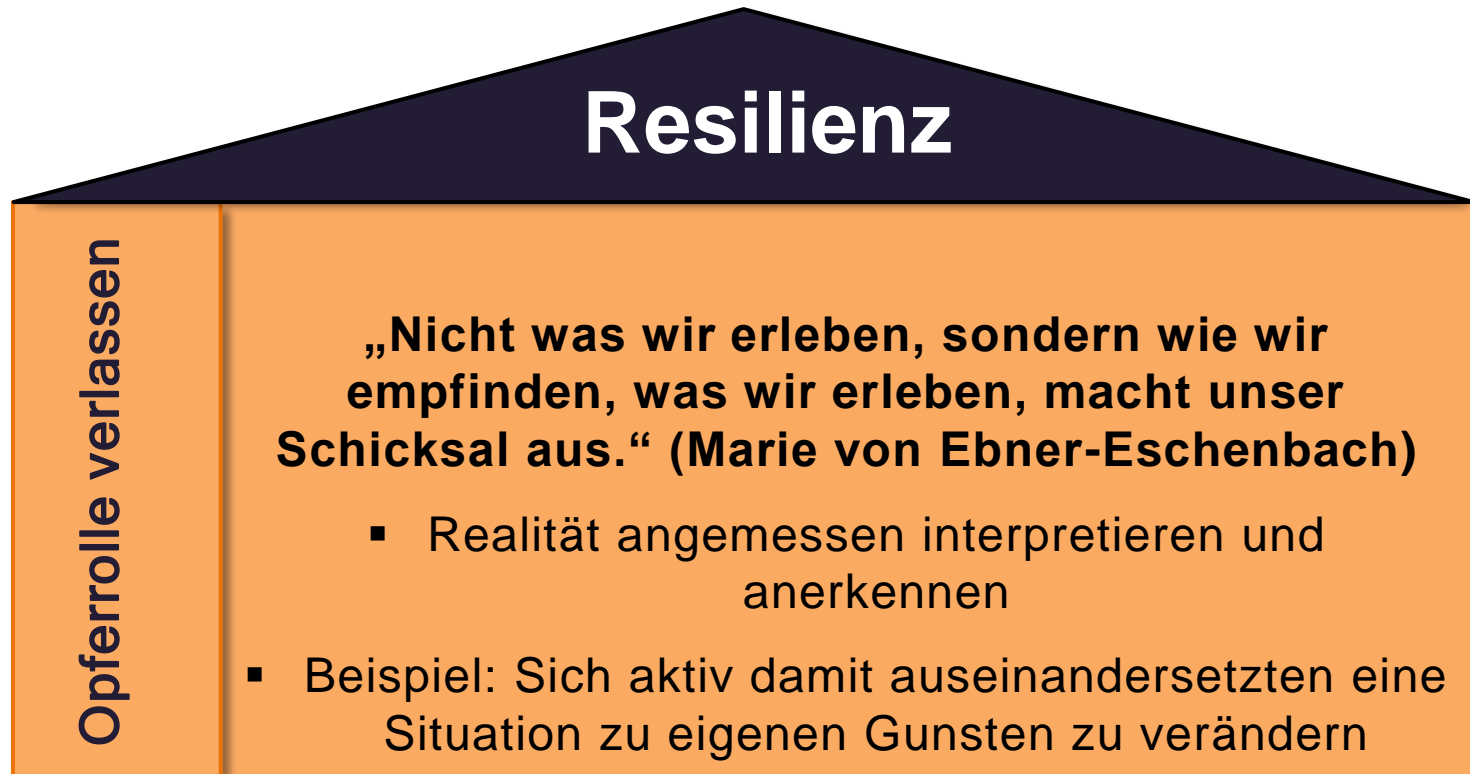 Resilienz
Opferrolle verlassen
„Nicht was wir erleben, sondern wie wir
empfinden, was wir erleben, macht unser
Schicksal aus.“ (Marie von Ebner-Eschenbach)
▪ Realität angemessen interpretieren und
anerkennen
▪ Beispiel: Sich aktiv damit auseinandersetzten eine
Situation zu eigenen Gunsten zu verändern